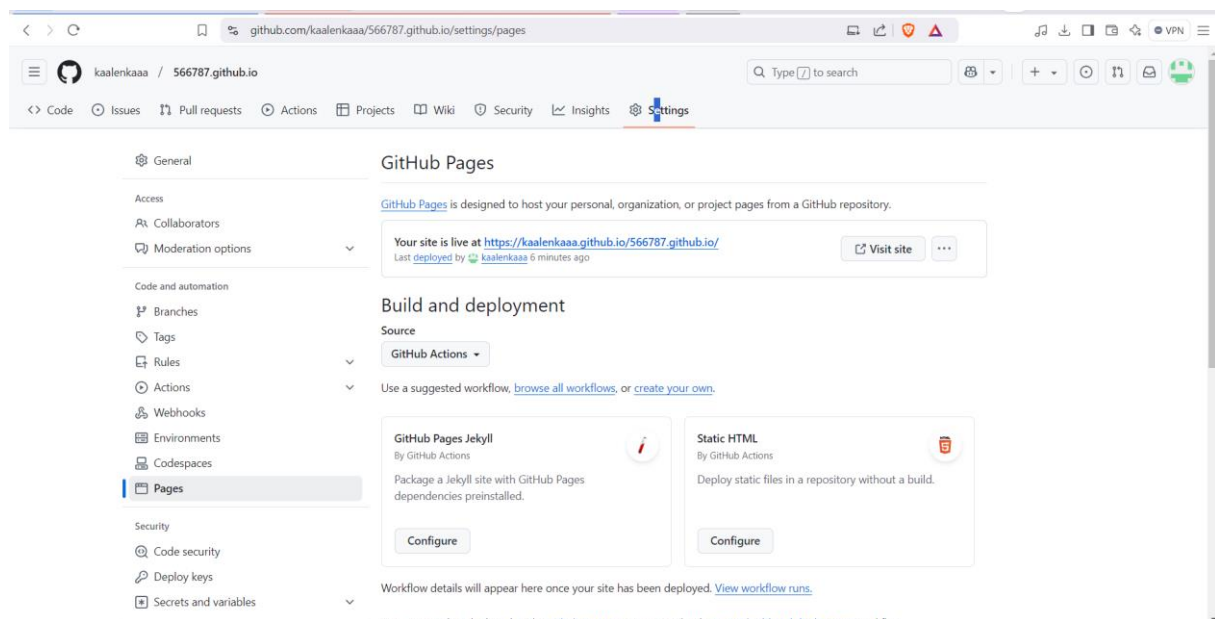 github.com/kaalenkaaa/566787.github.io/settings/pages
VPN
kaalenkaaa / 566787.github.io
Type / to search
Code Issues Pull requests Actions Projects Wiki Security Insights Settings
General
Access
Collaborators
Moderation options
Code and automation
Branches
Tags
Rules
Actions
Webhooks
Environments
Codespaces
Pages
Security
Code security
Deploy keys
Secrets and variables
GitHub Pages
GitHub Pages is designed to host your personal, organization, or project pages from a GitHub repository.
Your site is live at https://kaalenkaaa.github.io/566787.github.io/
Last deployed by kaalenkaaa 6 minutes ago
Visit site
Build and deployment
Source
GitHub Actions
Use a suggested workflow, browse all workflows, or create your own.
GitHub Pages Jekyll
By GitHub Actions
Package a Jekyll site with GitHub Pages
dependencies preinstalled.
Configure
Static HTML
By GitHub Actions
Deploy static files in a repository without a build.
Configure
Workflow details will appear here once your site has been deployed. View workflow runs.